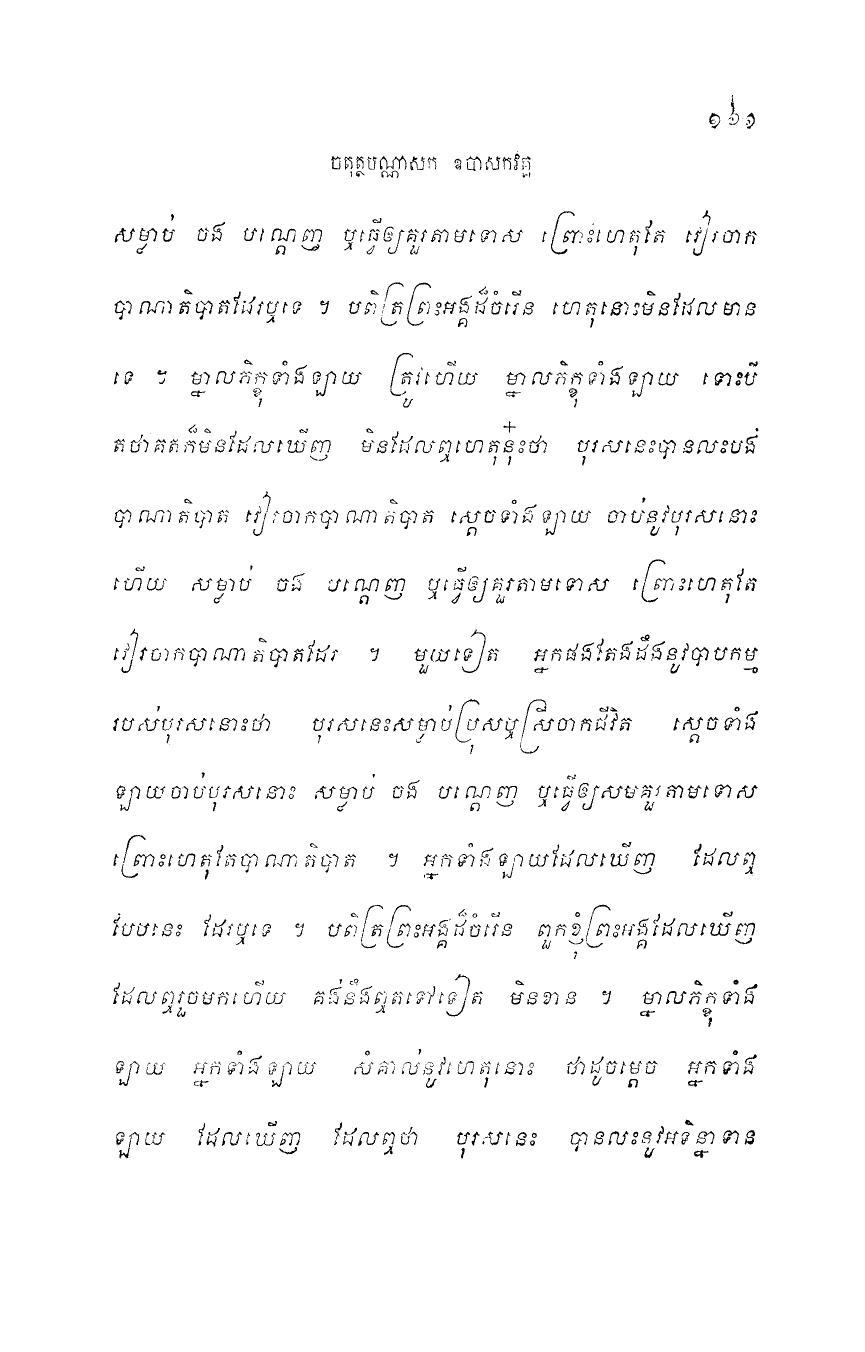 ១៦១
ចតុត្ថបណ្ណាសក ឧបាសកវគ្គ
សម្លាប់ ចង បណ្តេញ ឬធ្វើឲ្យគួរតាមទោស ព្រោះហេតុតែ វៀរចាក
បាណាតិបាតដែរឬទេ ។ បពិត្រព្រះអង្គដ៏ចំរើន ហេតុនោះមិនដែលមាន
ទេ ។ ម្នាលភិក្ខុទាំងឡាយ ត្រូវហើយ ម្នាលភិក្ខុទាំងឡាយ ទោះបី
តថាគតក៏មិនដែលឃើញ មិនដែលឮហេតុនុ៎ះថា បុរសនេះបានលះបង់
បាណាតិបាត វៀរចាកបាណាតិបាត ស្តេចទាំងឡាយ ចាប់នូវបុរសនោះ
ហើយ សម្លាប់ ចង បណ្តេញ ឬធ្វើឲ្យគួរតាមទោស ព្រោះហេតុតែ
វៀរចាកបាណាតិបាតដែរ ។ មួយទៀត អ្នកផងតែងដឹងនូវបាបកម្ម
របស់បុរសនោះថា បុរសនេះសម្លាប់ប្រុសឬស្រីចាកជីវិត ស្តេចទាំង
ឡាយចាប់បុរសនោះ សម្លាប់ ចង បណ្តេញ ឬធ្វើឲ្យសមគួរតាមទោស
ព្រោះហេតុតែបាណាតិបាត ។ អ្នកទាំងឡាយដែលឃើញ ដែលឮ
បែបនេះ ដែរឬទេ ។ បពិត្រព្រះអង្គដ៏ចំរើន ពួកខ្ញុំព្រះអង្គដែលឃើញ
ដែលឮរួចមកហើយ គង់នឹងឮតទៅទៀត មិនខាន ។ ម្នាលភិក្ខុទាំង
ឡាយ អ្នកទាំងឡាយ សំគាល់នូវហេតុនោះ ថាដូចម្តេច អ្នកទាំង
ឡាយ ដែលឃើញ ដែលឮថា បុរសនេះ បានលះនូវអទិន្នាទាន